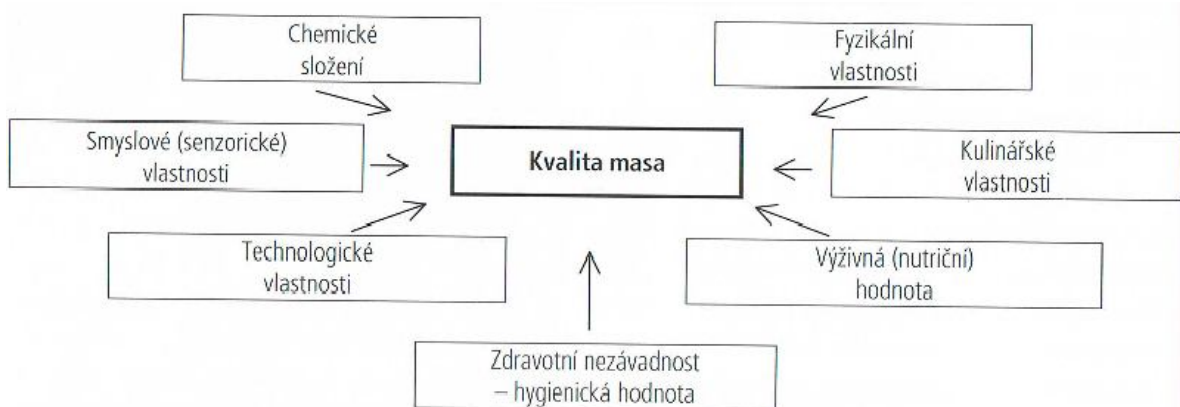 Chemické
složení
Fyzikální
vlastnosti
Smyslové (senzorické)
vlastnosti
Kvalita masa
Kulinářské
vlastnosti
Technologické
vlastnosti
Výživná (nutriční)
hodnota
Zdravotní nezávadnost
– hygienická hodnota